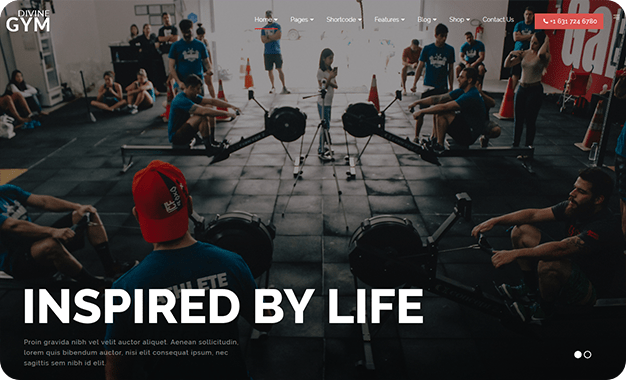 DIVINE
GYM
Home Pages Shortcode Features Blog Shop Contact Us
+1 631 724 6780
Ga
ATHLETE
INSPIRED BY LIFE
Proin gravida nibh vel velit auctor aliquet. Aenean sollicitudin,
lorem quis bibendum auctor, nisi elit consequat ipsum, nec
sagittis sem nibh id elit.